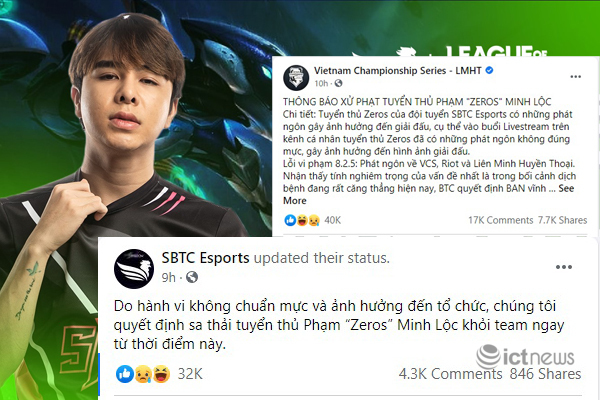 LEAGUE OF
Vietnam Championship Series - LMHT
10h ·
THÔNG BÁO XỬ PHẠT TUYỂN THỦ PHẠM "ZEROS" MINH LỘC
Chi tiết: Tuyển thủ Zeros của đội tuyển SBTC Esports có những phát
ngôn gây ảnh hưởng đến giải đấu, cụ thể vào buổi Livestream trên
kênh cá nhân tuyển thủ Zeros đã có những phát ngôn không đúng
mực, gây ảnh hưởng đến hình ảnh giải đấu.
Lỗi vi phạm 8.2.5: Phát ngôn về VCS, Riot và Liên Minh Huyền Thoại.
Nhận thấy tính nghiêm trọng của vấn đề nhất là trong bối cảnh dịch
bệnh đang rất căng thẳng hiện nay, BTC quyết định BAN vĩnh ... See
More
40K 17K Comments 7.7K Shares
SBTC Esports updated their status.
9h ·
Do hành vi không chuẩn mực và ảnh hưởng đến tổ chức, chúng tôi
quyết định sa thải tuyển thủ Phạm "Zeros" Minh Lộc khỏi team ngay
từ thời điểm này.
ictnews
32K 4.3K Comments 846 Shares